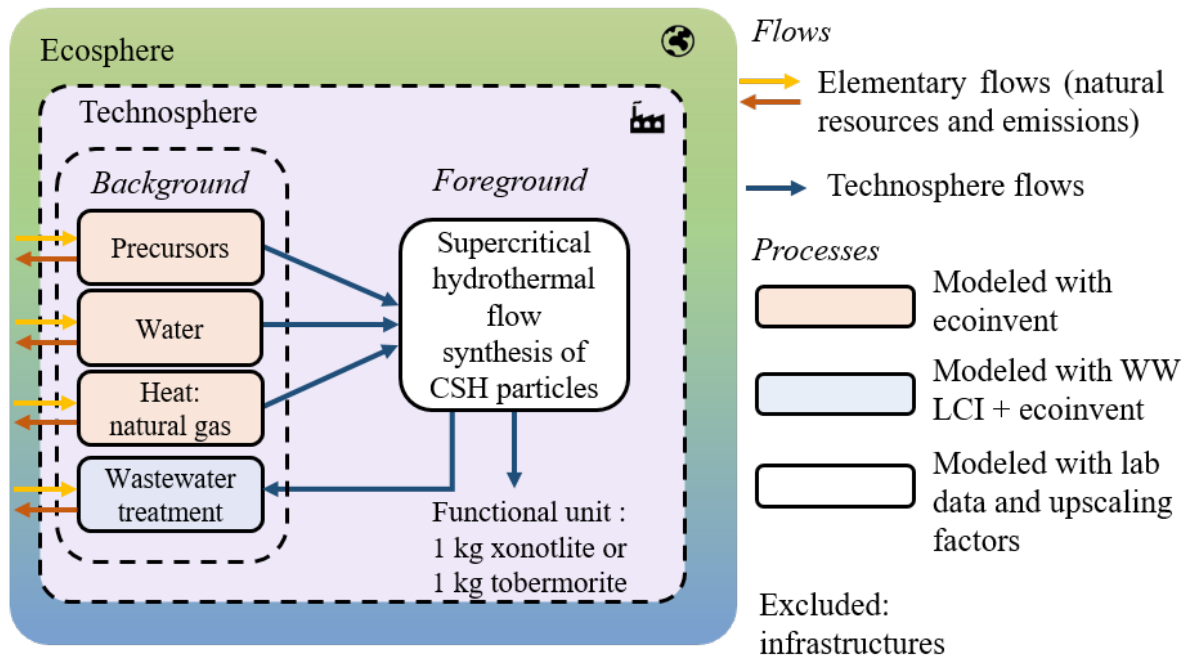 Ecosphere
Technosphere
Background
Precursors
Water
Heat:
natural gas
Wastewater
treatment
Foreground
Supercritical
hydrothermal
flow
synthesis of
CSH particles
Functional unit :
1 kg xonotlite or
1 kg tobermorite
Flows
Elementary flows (natural
resources and emissions)
Technosphere flows
Processes
Modeled with
ecoinvent
Modeled with WW
LCI + ecoinvent
Modeled with lab
data and upscaling
factors
Excluded:
infrastructures